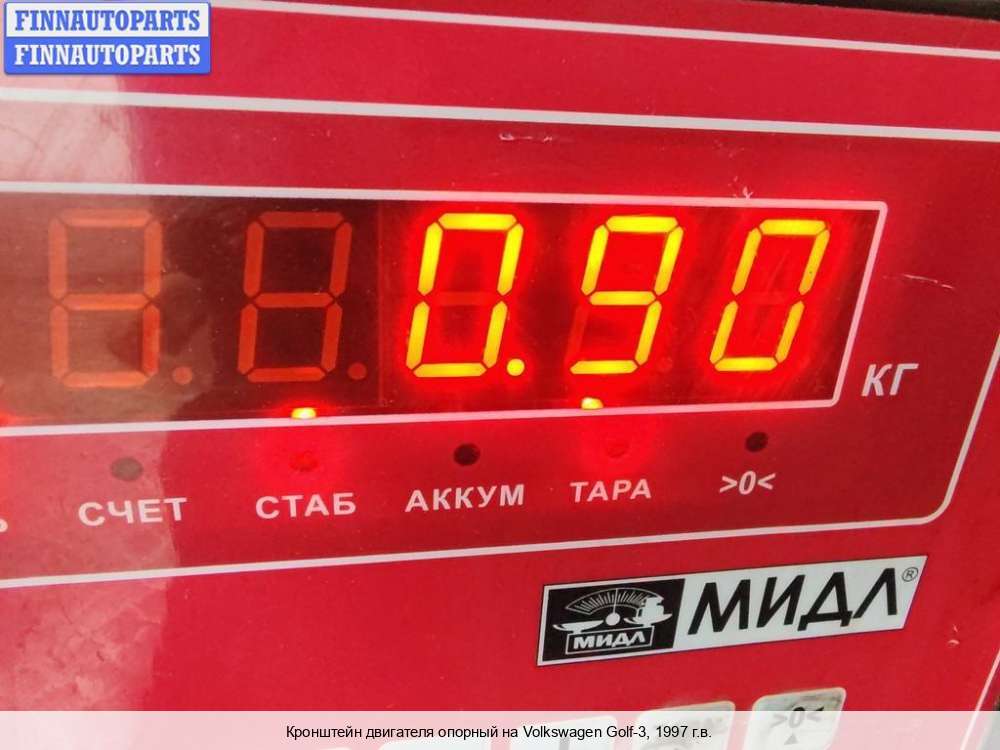 FINNAUTOPARTS
FINNAUTOPARTS
0.90
КГ
СЧЕТ СТАБ АККУМ ТАРА >0<
МИДЛ МИДЛ®
>0<
Кронштейн двигателя опорный на Volkswagen Golf-3, 1997 г.в.